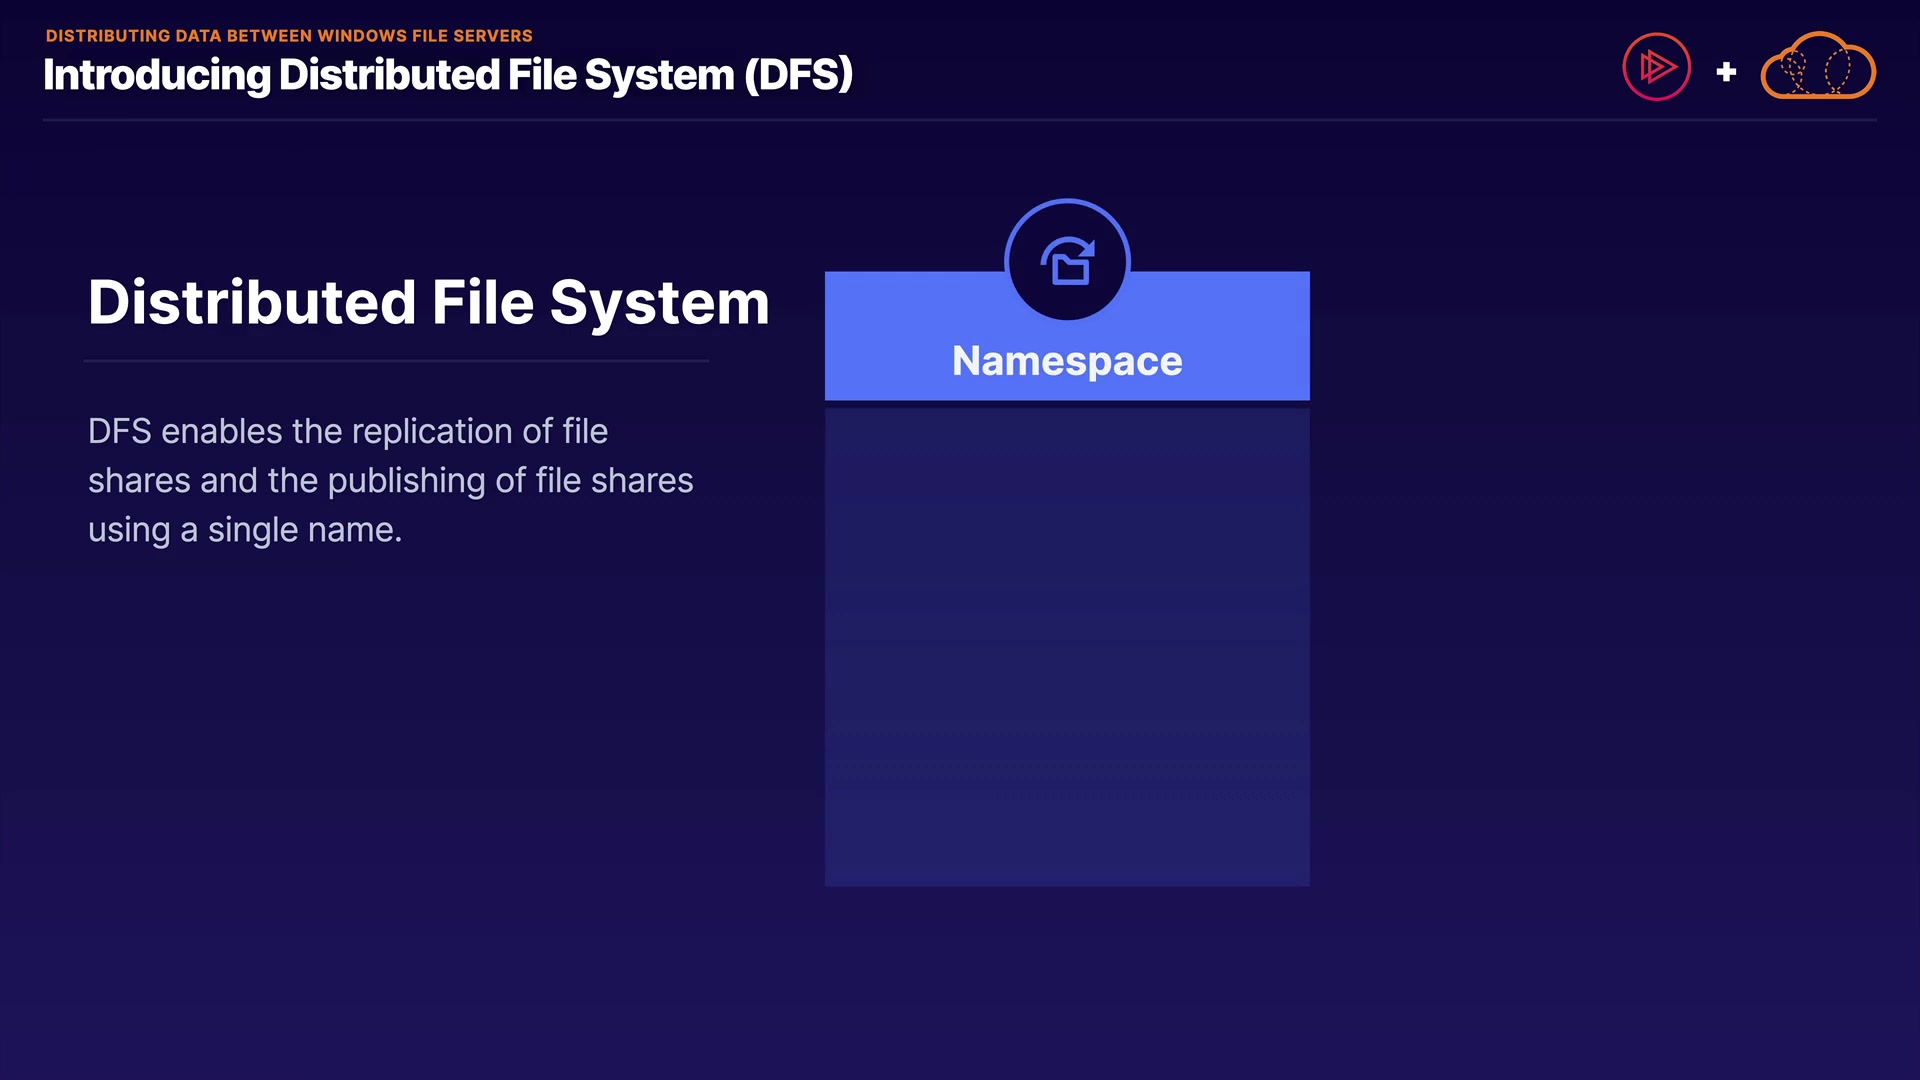 DISTRIBUTING DATA BETWEEN WINDOWS FILE SERVERS
Introducing Distributed File System (DFS)
Distributed File System
DFS enables the replication of file
shares and the publishing of file shares
using a single name.
Namespace